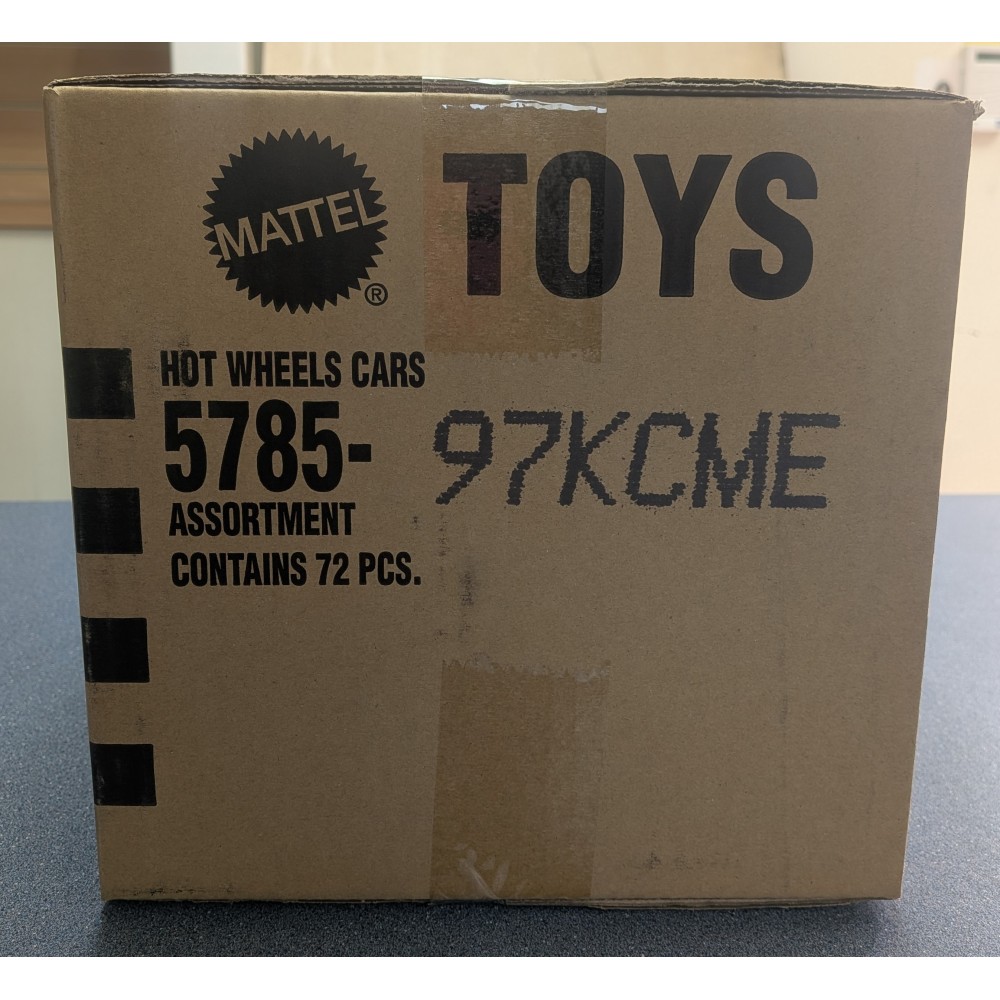 MATTEL ® TOYS
HOT WHEELS CARS
5785- 97KCME
ASSORTMENT
CONTAINS 72 PCS.